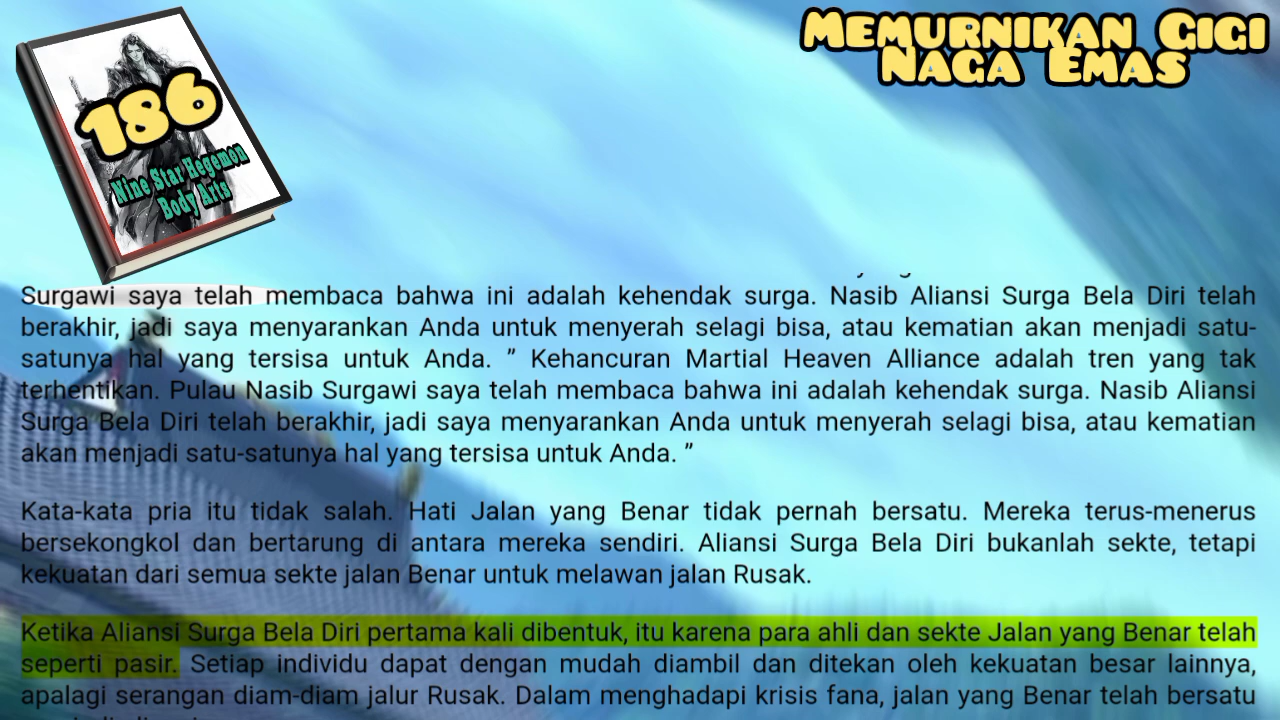 186
Nine Star Hegemon
Body Arts
Memurnikan Gigi
Naga Emas
Surgawi saya telah membaca bahwa ini adalah kehendak surga. Nasib Aliansi Surga Bela Diri telah
berakhir, jadi saya menyarankan Anda untuk menyerah selagi bisa, atau kematian akan menjadi satu-
satunya hal yang tersisa untuk Anda. ” Kehancuran Martial Heaven Alliance adalah tren yang tak
terhentikan. Pulau Nasib Surgawi saya telah membaca bahwa ini adalah kehendak surga. Nasib Aliansi
Surga Bela Diri telah berakhir, jadi saya menyarankan Anda untuk menyerah selagi bisa, atau kematian
akan menjadi satu-satunya hal yang tersisa untuk Anda. ”
Kata-kata pria itu tidak salah. Hati Jalan yang Benar tidak pernah bersatu. Mereka terus-menerus
bersekongkol dan bertarung di antara mereka sendiri. Aliansi Surga Bela Diri bukanlah sekte, tetapi
kekuatan dari semua sekte jalan Benar untuk melawan jalan Rusak.
Ketika Aliansi Surga Bela Diri pertama kali dibentuk, itu karena para ahli dan sekte Jalan yang Benar telah
seperti pasir. Setiap individu dapat dengan mudah diambil dan ditekan oleh kekuatan besar lainnya,
apalagi serangan diam-diam jalur Rusak. Dalam menghadapi krisis fana, jalan yang Benar telah bersatu